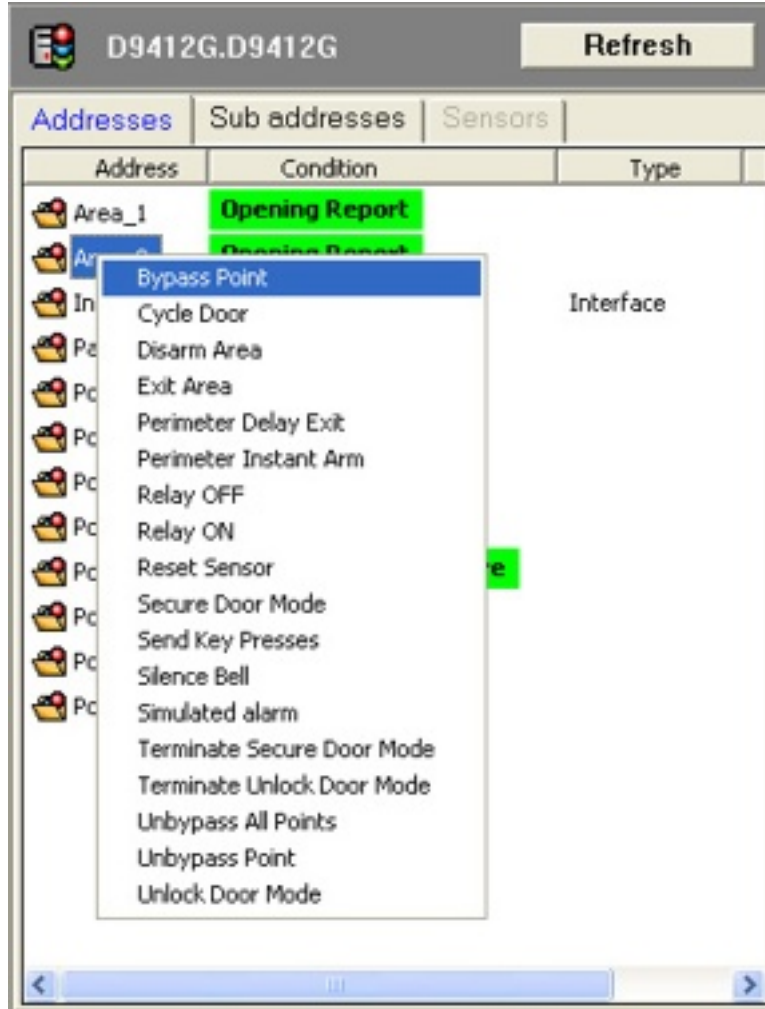 D9412G.D9412G Refresh
Addresses Sub addresses Sensors
Address Condition Type
Area_1 Opening Report
Opening Report
Bypass Point
Interface
Cycle Door
Disarm Area
Exit Area
Perimeter Delay Exit
Perimeter Instant Arm
Relay OFF
Relay ON
Reset Sensor
Secure Door Mode
Send Key Presses
Silence Bell
Simulated alarm
Terminate Secure Door Mode
Terminate Unlock Door Mode
Unbypass All Points
Unbypass Point
Unlock Door Mode